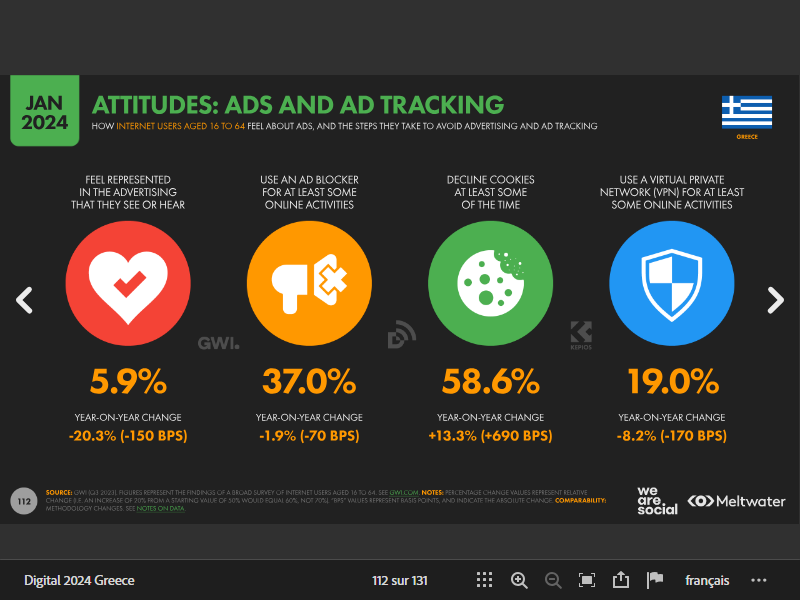 JAN
2024
ATTITUDES: ADS AND AD TRACKING
HOW INTERNET USERS AGED 16 TO 64 FEEL ABOUT ADS, AND THE STEPS THEY TAKE TO AVOID ADVERTISING AND AD TRACKING
GREECE
FEEL REPRESENTED
IN THE ADVERTISING
THAT THEY SEE OR HEAR
5.9%
YEAR-ON-YEAR CHANGE
-20.3% (-150 BPS)
USE AN AD BLOCKER
FOR AT LEAST SOME
ONLINE ACTIVITIES
37.0%
YEAR-ON-YEAR CHANGE
-1.9% (-70 BPS)
DECLINE COOKIES
AT LEAST SOME
OF THE TIME
58.6%
YEAR-ON-YEAR CHANGE
+13.3% (+690 BPS)
USE A VIRTUAL PRIVATE
NETWORK (VPN) FOR AT LEAST
SOME ONLINE ACTIVITIES
19.0%
YEAR-ON-YEAR CHANGE
-8.2% (-170 BPS)
GWI.
KEPIOS
112
SOURCE: GWI (Q3 2023). FIGURES REPRESENT THE FINDINGS OF A BROAD SURVEY OF INTERNET USERS AGED 16 TO 64. SEE GWI.COM. NOTES: PERCENTAGE CHANGE VALUES REPRESENT RELATIVE
CHANGE (I.E. AN INCREASE OF 20% FROM A STARTING VALUE OF 50% WOULD EQUAL 60%, NOT 70%). "BPS" VALUES REPRESENT BASIS POINTS, AND INDICATE THE ABSOLUTE CHANGE. COMPARABILITY:
METHODOLOGY CHANGES. SEE NOTES ON DATA.
we
are.
social
Meltwater
Digital 2024 Greece
112 sur 131
français